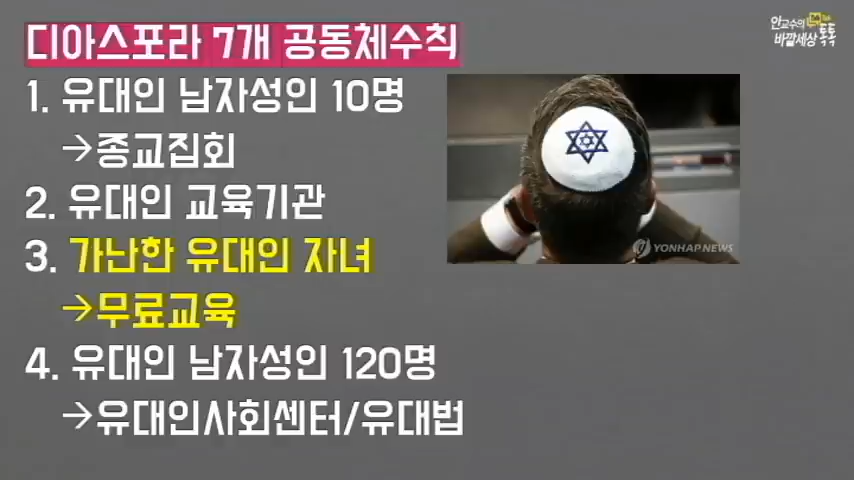 디아스포라 7개 공동체수칙
안교수의
바깥세상 톡톡
1. 유대인 남자성인 10명
→종교집회
2. 유대인 교육기관
3. 가난한 유대인 자녀
→무료교육
4. 유대인 남자성인 120명
→유대인사회센터/유대법
YONHAP NEWS